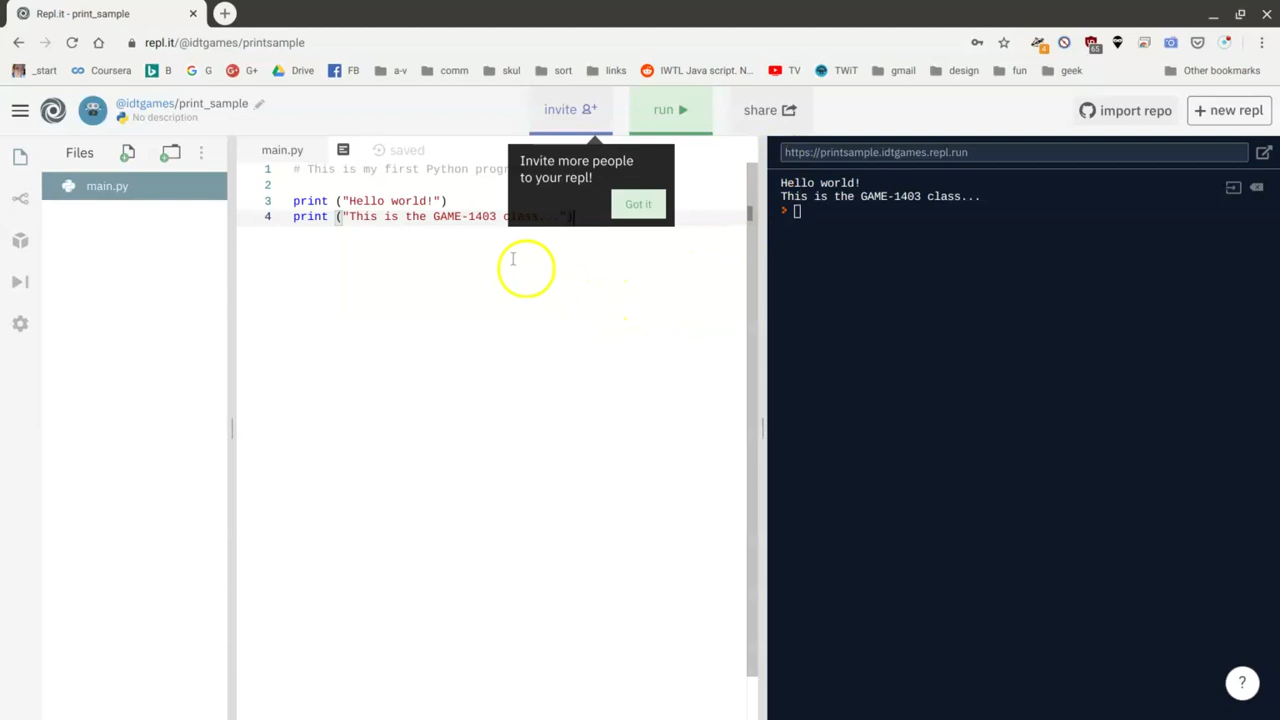 Repl.it - print_sample
repl.it/@idtgames/printsample
4
65
_start
Coursera
B
G
G+
Drive
FB
a-v
comm
skul
sort
links
IWTL Java script. N...
TV
TWiT
gmail
design
fun
geek
Other bookmarks
@idtgames/print_sample
No description
invite
run
share
import repo
+ new repl
Files
main.py
main.py
saved
Invite more people
to your repl!
Got it
1 # This is my first Python progr
2
3 print ("Hello world!")
4 print ("This is the GAME-1403 class...")
https://printsample.idtgames.repl.run
Hello world!
This is the GAME-1403 class...
?